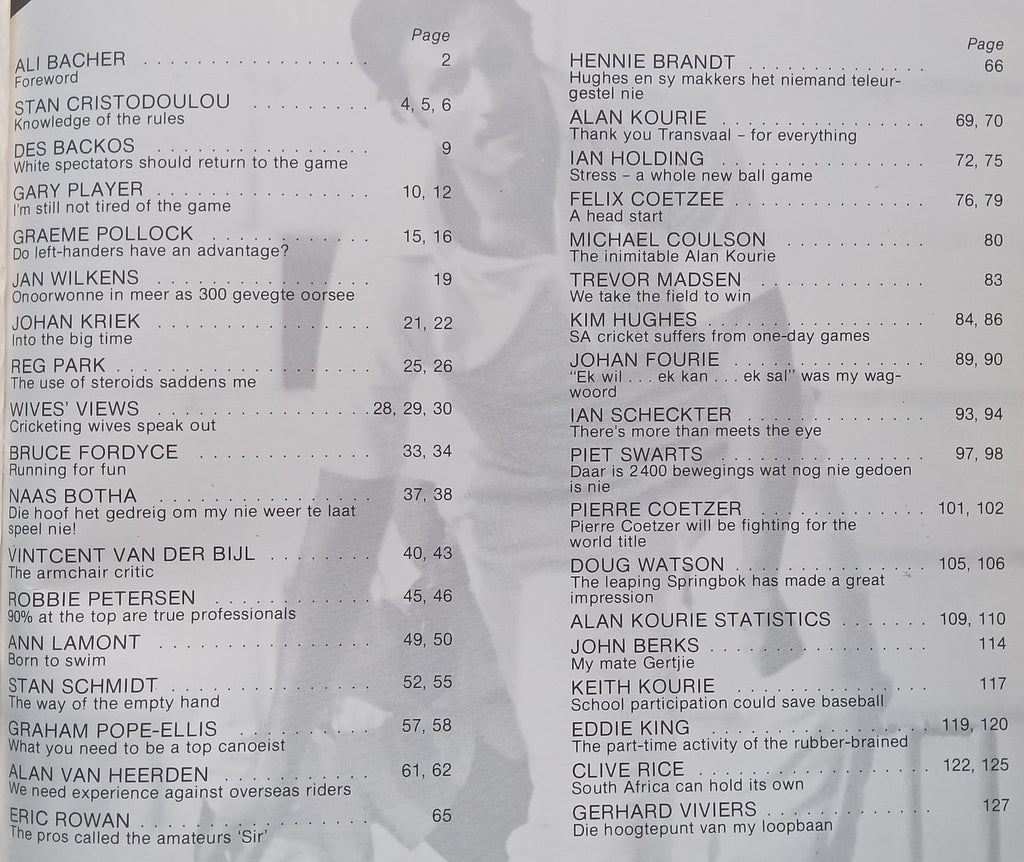 Page
ALI BACHER . . . . . . . . . . . . . . . . . . . . . 2
Foreword
STAN CRISTODOULOU . . . . . . . . . . 4, 5, 6
Knowledge of the rules
DES BACKOS . . . . . . . . . . . . . . . . . . . . 9
White spectators should return to the game
GARY PLAYER . . . . . . . . . . . . . . . . . . . 10, 12
I'm still not tired of the game
GRAEME POLLOCK . . . . . . . . . . . . . . 15, 16
Do left-handers have an advantage?
JAN WILKENS . . . . . . . . . . . . . . . . . . . 19
Onoorwonne in meer as 300 gevegte oorsee
JOHAN KRIEK . . . . . . . . . . . . . . . . . . . 21, 22
Into the big time
REG PARK . . . . . . . . . . . . . . . . . . . . . . 25, 26
The use of steroids saddens me
WIVES' VIEWS . . . . . . . . . . . . . . . . . . .28, 29, 30
Cricketing wives speak out
BRUCE FORDYCE . . . . . . . . . . . . . . . 33, 34
Running for fun
NAAS BOTHA . . . . . . . . . . . . . . . . . . . 37, 38
Die hoof het gedreig om my nie weer te laat
speel nie!
VINTCENT VAN DER BIJL . . . . . . . . . 40, 43
The armchair critic
ROBBIE PETERSEN . . . . . . . . . . . . . 45, 46
90% at the top are true professionals
ANN LAMONT . . . . . . . . . . . . . . . . . . . 49, 50
Born to swim
STAN SCHMIDT . . . . . . . . . . . . . . . . . . 52, 55
The way of the empty hand
GRAHAM POPE-ELLIS . . . . . . . . . . . . 57, 58
What you need to be a top canoeist
ALAN VAN HEERDEN . . . . . . . . . . . . . 61, 62
We need experience against overseas riders
ERIC ROWAN . . . . . . . . . . . . . . . . . . . . 65
The pros called the amateurs 'Sir'
Page
HENNIE BRANDT . . . . . . . . . . . . . . . . 66
Hughes en sy makkers het niemand teleur-
gestel nie
ALAN KOURIE . . . . . . . . . . . . . . . . . . 69, 70
Thank you Transvaal – for everything
IAN HOLDING . . . . . . . . . . . . . . . . . . 72, 75
Stress – a whole new ball game
FELIX COETZEE . . . . . . . . . . . . . . . . . 76, 79
A head start
MICHAEL COULSON . . . . . . . . . . . . 80
The inimitable Alan Kourie
TREVOR MADSEN . . . . . . . . . . . . . . . 83
We take the field to win
KIM HUGHES . . . . . . . . . . . . . . . . . . . 84, 86
SA cricket suffers from one-day games
JOHAN FOURIE . . . . . . . . . . . . . . . . . 89, 90
"Ek wil . . . ek kan . . . ek sal" was my wag-
woord
IAN SCHECKTER . . . . . . . . . . . . . . . 93, 94
There's more than meets the eye
PIET SWARTS . . . . . . . . . . . . . . . . . . 97, 98
Daar is 2400 bewegings wat nog nie gedoen
is nie
PIERRE COETZER . . . . . . . . . . . . . . . 101, 102
Pierre Coetzer will be fighting for the
world title
DOUG WATSON . . . . . . . . . . . . . . . . . 105, 106
The leaping Springbok has made a great
impression
ALAN KOURIE STATISTICS . . . . . . . 109, 110
JOHN BERKS . . . . . . . . . . . . . . . . . . 114
My mate Gertjie
KEITH KOURIE . . . . . . . . . . . . . . . . . 117
School participation could save baseball
EDDIE KING . . . . . . . . . . . . . . . . . . . . 119, 120
The part-time activity of the rubber-brained
CLIVE RICE . . . . . . . . . . . . . . . . . . . . 122, 125
South Africa can hold its own
GERHARD VIVIERS . . . . . . . . . . . . . . 127
Die hoogtepunt van my loopbaan